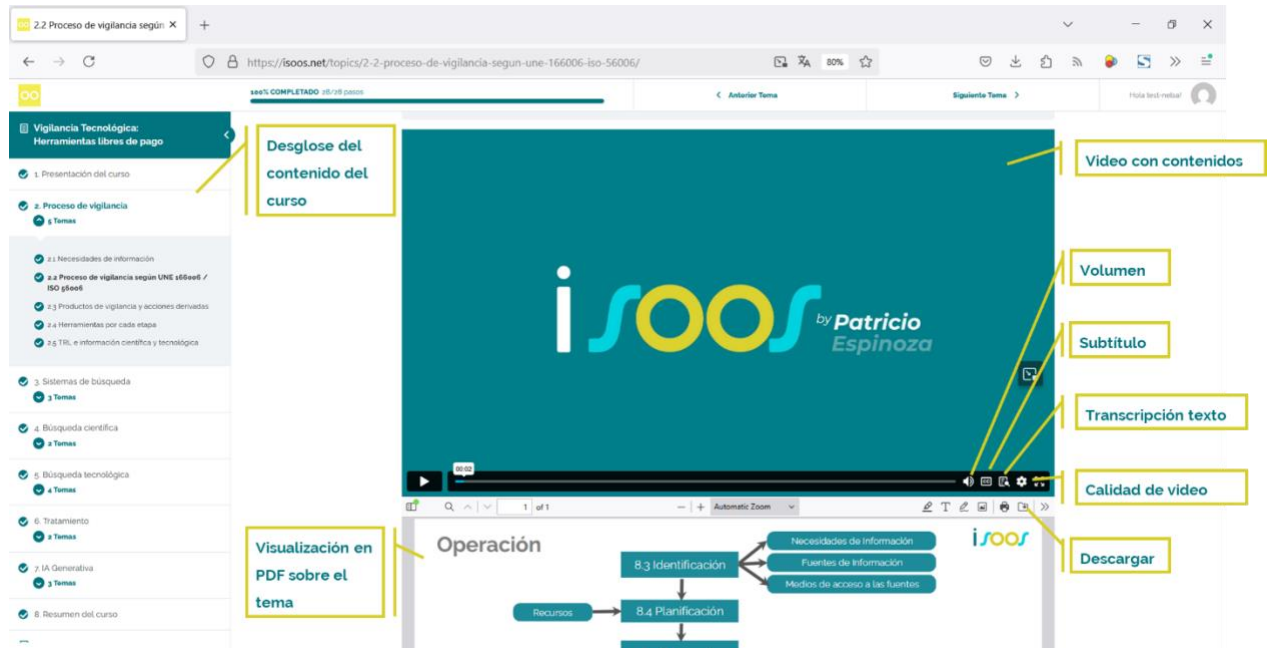 2.2 Proceso de vigilancia según
https://isoos.net/topics/2-2-proceso-de-vigilancia-segun-une-166006-iso-56006/
80%
100% COMPLETADO 28/28 pasos
Anterior Tema
Siguiente Tema
Hola test-neloa!
Vigilancia Tecnológica:
Herramientas libres de pago
1. Presentación del curso
2. Proceso de vigilancia
5 Temas
2.1 Necesidades de información
2.2 Proceso de vigilancia según UNE 166006 /
ISO 56006
2.3 Productos de vigilancia y acciones derivadas
2.4 Herramientas por cada etapa
2.5 TRL e información científica y tecnológica
3. Sistemas de búsqueda
3 Temas
4. Búsqueda científica
2 Temas
5. Búsqueda tecnológica
4 Temas
6. Tratamiento
2 Temas
7. IA Generativa
3 Temas
8. Resumen del curso
Desglose del
contenido del
curso
isoos
by Patricio
Espinoza
00:02
CC
Video con contenidos
Volumen
Subtítulo
Transcripción texto
Calidad de video
Descargar
1 of 1
Automatic Zoom
Visualización en
PDF sobre el
tema
Operación
isoos
8.3 Identificación
Necesidades de Información
Fuentes de Información
Medios de acceso a las fuentes
Recursos
8.4 Planificación